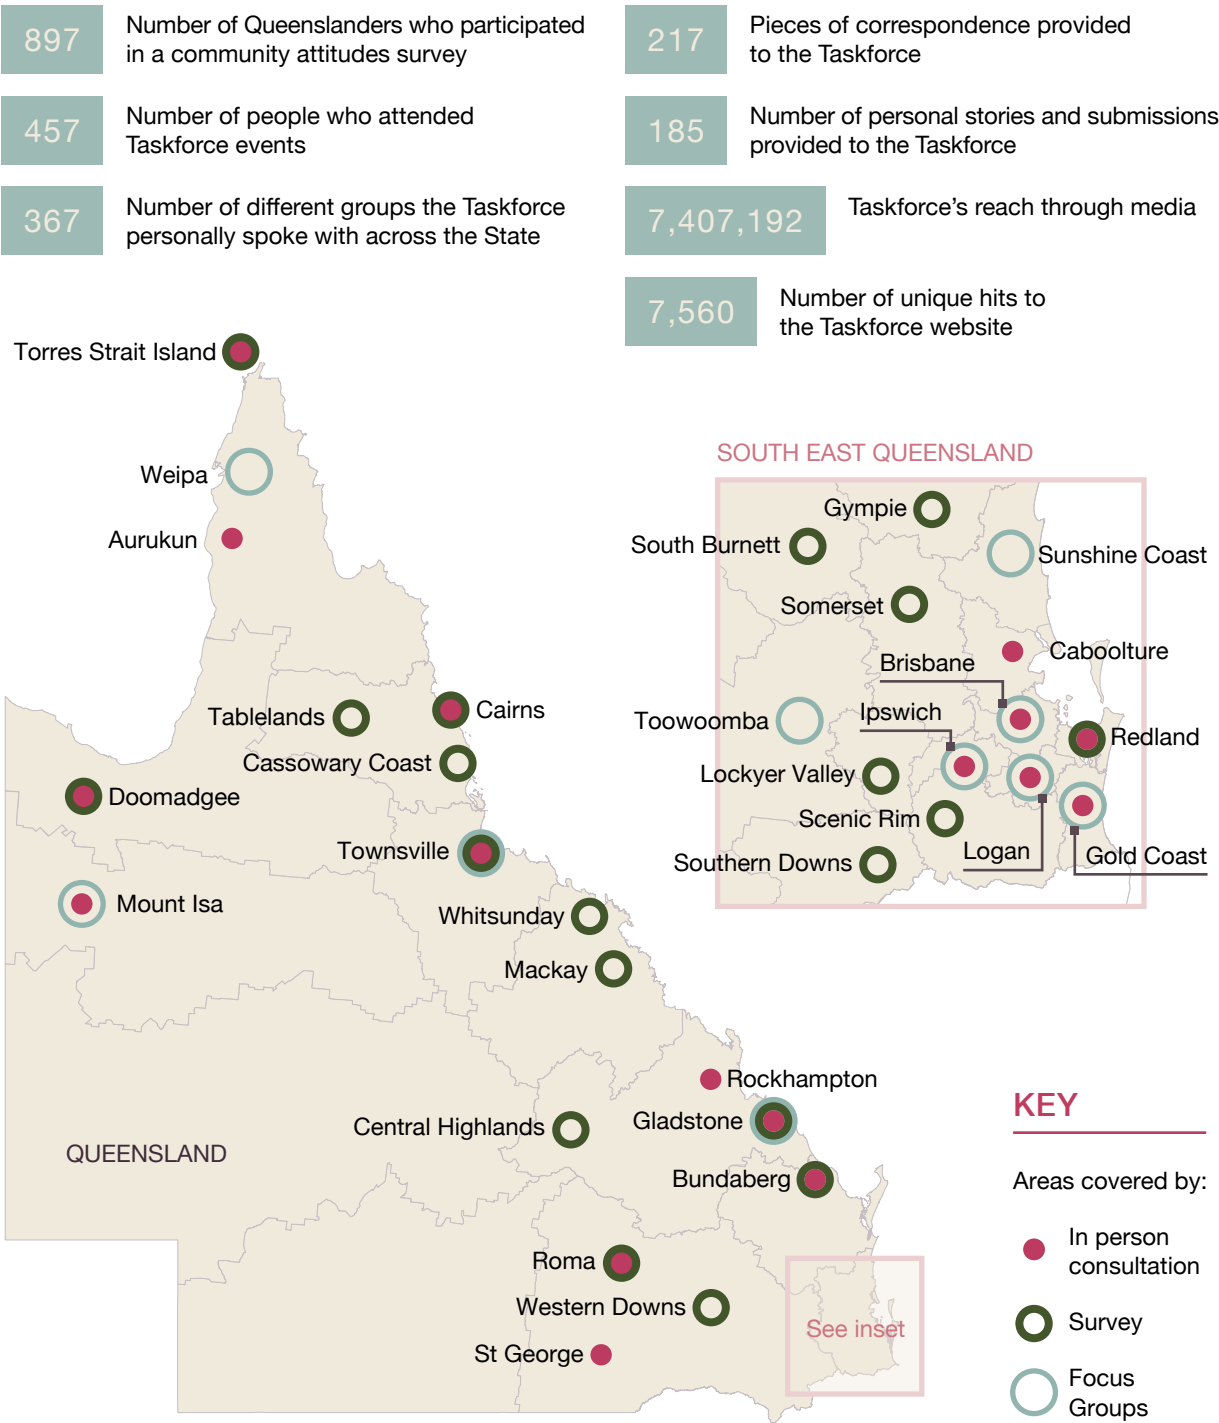 897
Number of Queenslanders who participated
in a community attitudes survey
457
Number of people who attended
Taskforce events
367
Number of different groups the Taskforce
personally spoke with across the State
217
Pieces of correspondence provided
to the Taskforce
185
Number of personal stories and submissions
provided to the Taskforce
7,407,192
Taskforce's reach through media
7,560
Number of unique hits to
the Taskforce website
Torres Strait Island
Weipa
Aurukun
Tablelands
Cairns
Cassowary Coast
Doomadgee
Townsville
Mount Isa
Whitsunday
Mackay
Rockhampton
Gladstone
Central Highlands
QUEENSLAND
Bundaberg
Roma
Western Downs
St George
See inset
SOUTH EAST QUEENSLAND
Gympie
South Burnett
Sunshine Coast
Somerset
Caboolture
Brisbane
Toowoomba
Ipswich
Redland
Lockyer Valley
Scenic Rim
Southern Downs
Logan
Gold Coast
KEY
Areas covered by:
In person
consultation
Survey
Focus
Groups